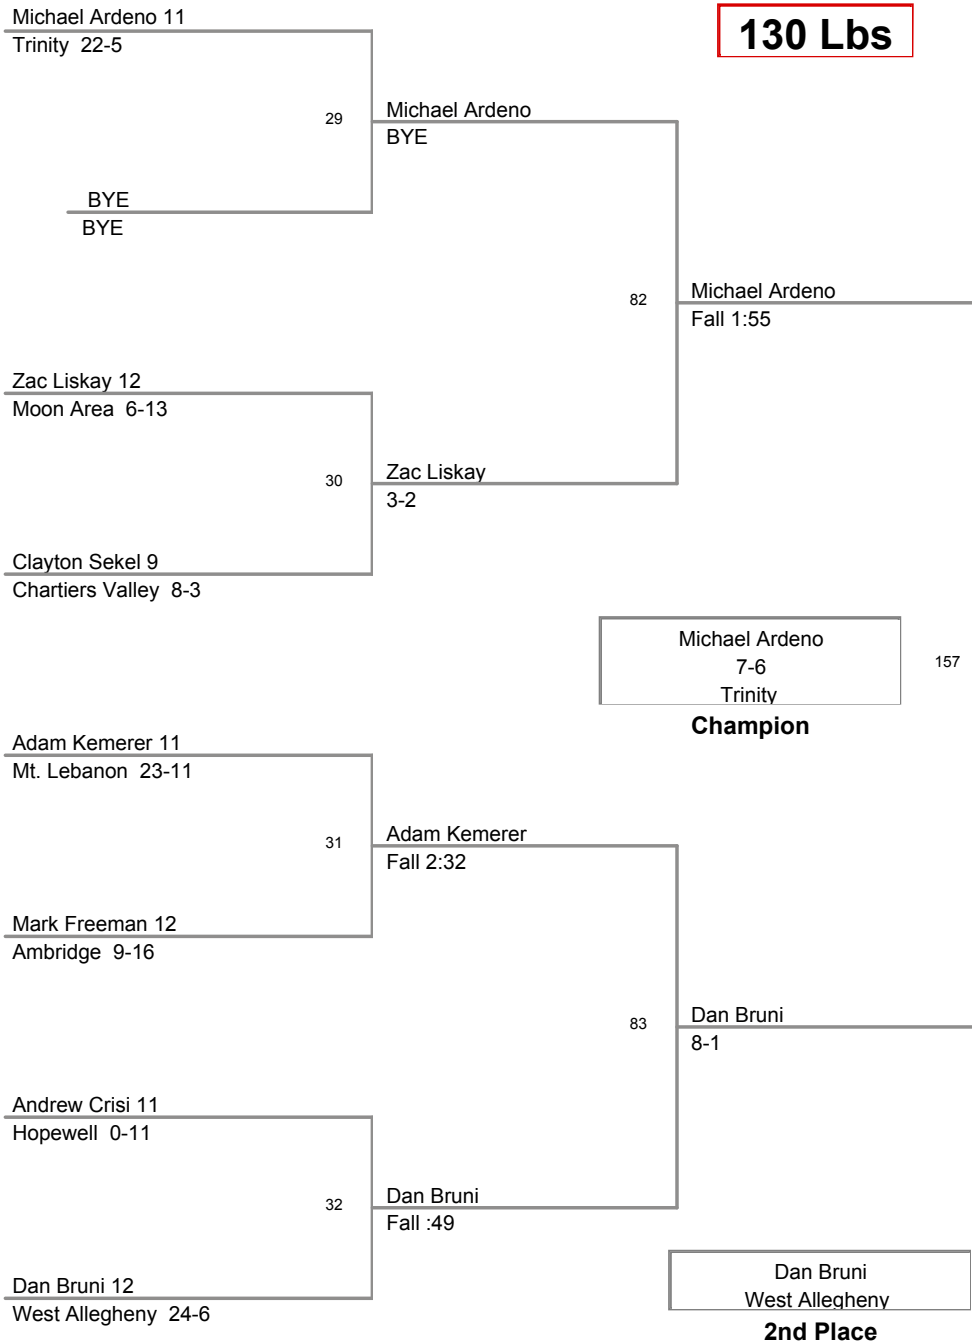 Michael Ardeno 11
Trinity 22-5
130 Lbs
29
Michael Ardeno
BYE
BYE
BYE
82
Michael Ardeno
Fall 1:55
Zac Liskay 12
Moon Area 6-13
30
Zac Liskay
3-2
Clayton Sekel 9
Chartiers Valley 8-3
Michael Ardeno
7-6
Trinity
157
Champion
Adam Kemerer 11
Mt. Lebanon 23-11
31
Adam Kemerer
Fall 2:32
Mark Freeman 12
Ambridge 9-16
83
Dan Bruni
8-1
Andrew Crisi 11
Hopewell 0-11
32
Dan Bruni
Fall :49
Dan Bruni 12
West Allegheny 24-6
Dan Bruni
West Allegheny
2nd Place